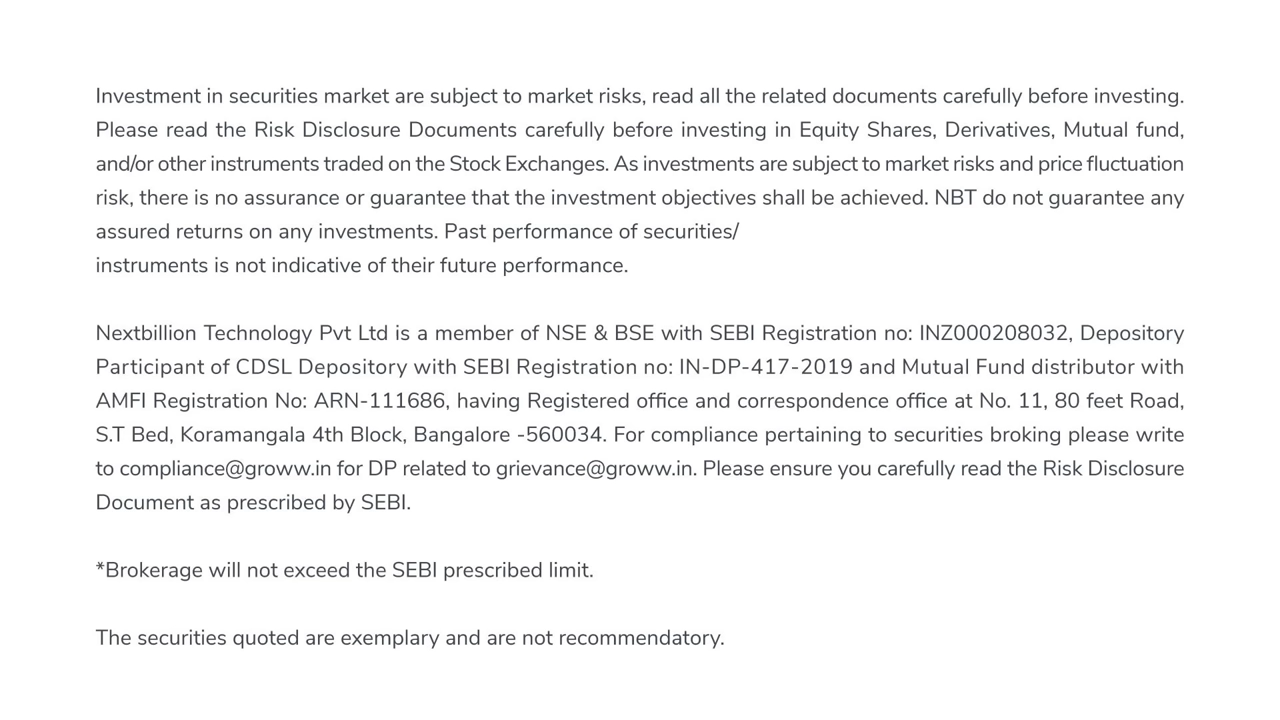 Investment in securities market are subject to market risks, read all the related documents carefully before investing.
Please read the Risk Disclosure Documents carefully before investing in Equity Shares, Derivatives, Mutual fund,
and/or other instruments traded on the Stock Exchanges. As investments are subject to market risks and price fluctuation
risk, there is no assurance or guarantee that the investment objectives shall be achieved. NBT do not guarantee any
assured returns on any investments. Past performance of securities/
instruments is not indicative of their future performance.
Nextbillion Technology Pvt Ltd is a member of NSE & BSE with SEBI Registration no: INZ000208032, Depository
Participant of CDSL Depository with SEBI Registration no: IN-DP-417-2019 and Mutual Fund distributor with
AMFI Registration No: ARN-111686, having Registered office and correspondence office at No. 11, 80 feet Road,
S.T Bed, Koramangala 4th Block, Bangalore -560034. For compliance pertaining to securities broking please write
to compliance@groww.in for DP related to grievance@groww.in. Please ensure you carefully read the Risk Disclosure
Document as prescribed by SEBI.
*Brokerage will not exceed the SEBI prescribed limit.
The securities quoted are exemplary and are not recommendatory.